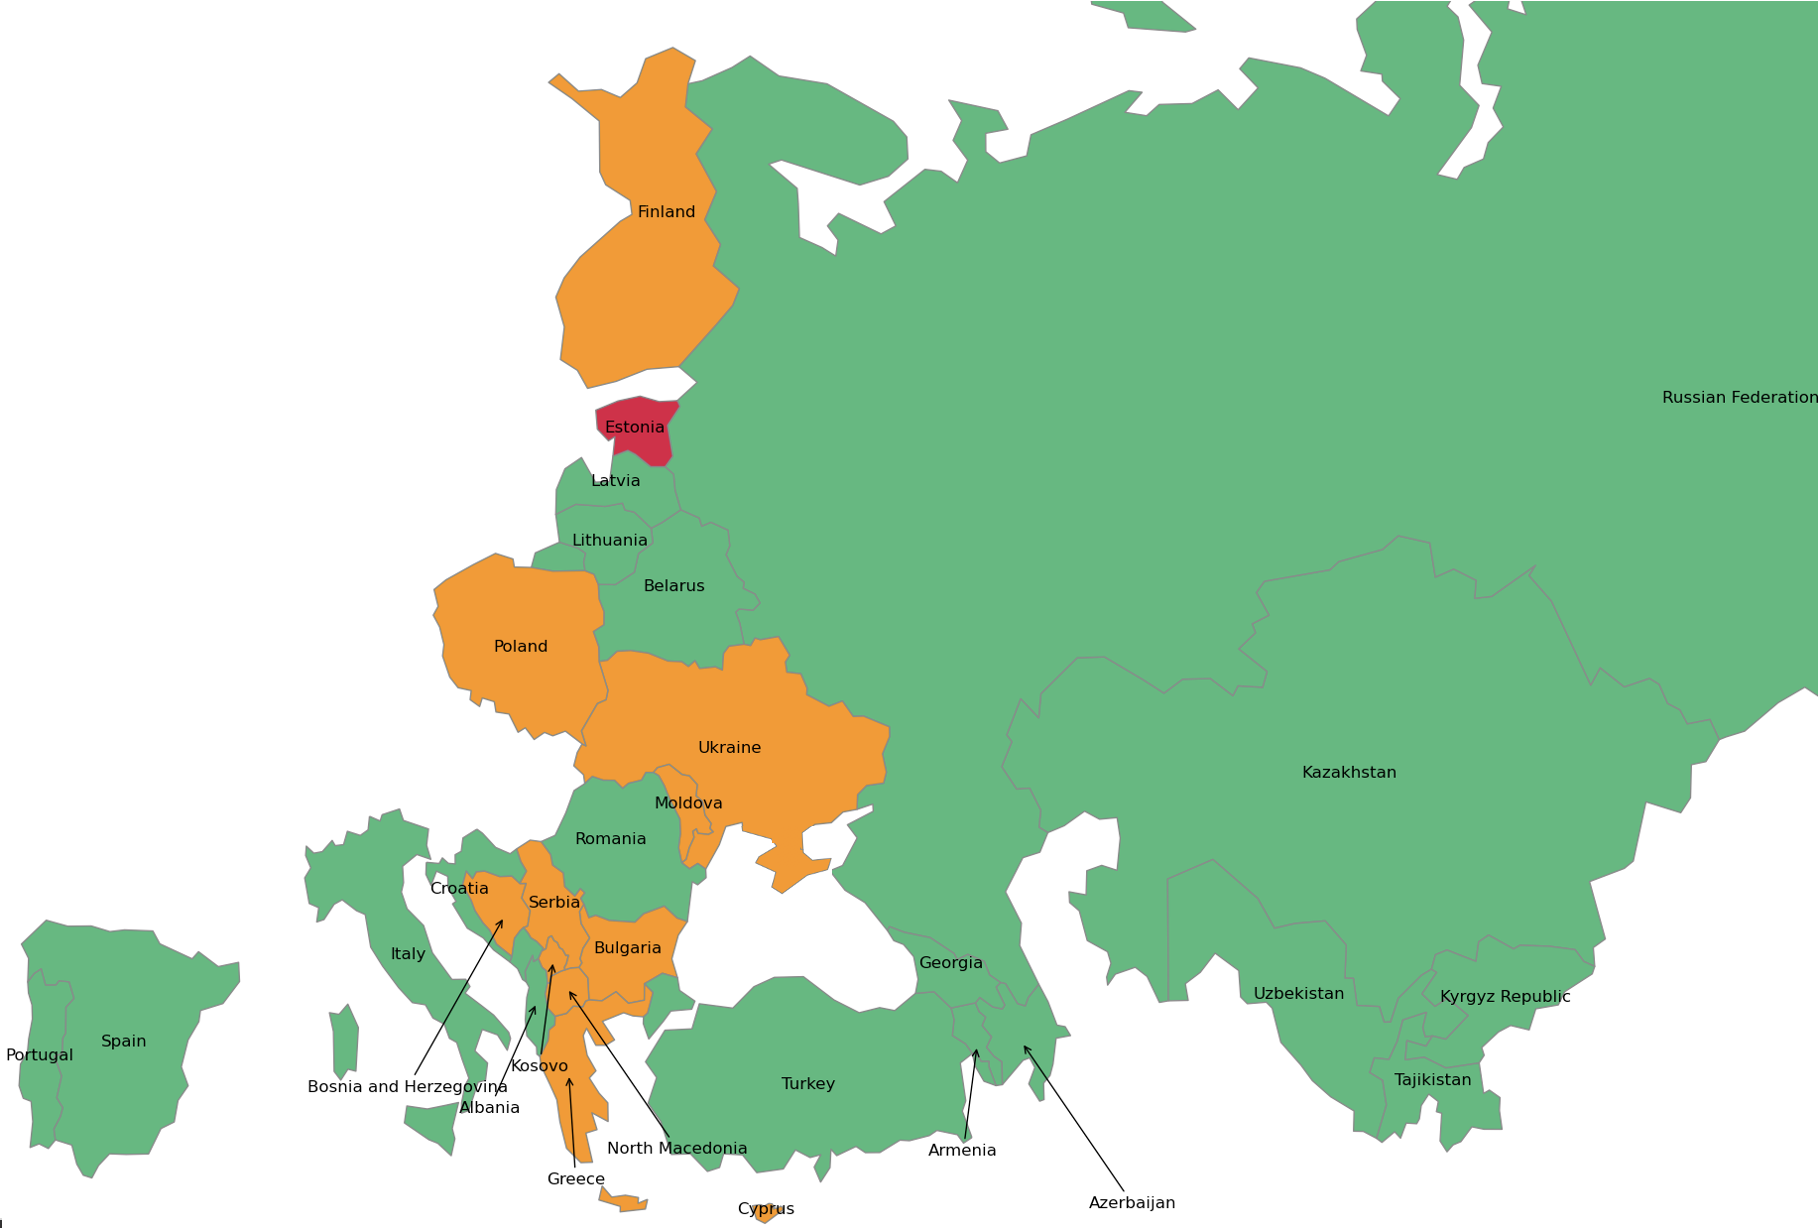 Finland
Russian Federation
Estonia
Latvia
Lithuania
Belarus
Poland
Ukraine
Kazakhstan
Moldova
Romania
Croatia
Serbia
Bulgaria
Italy
Georgia
Uzbekistan
Kyrgyz Republic
Spain
Portugal
Kosovo
Tajikistan
Turkey
Bosnia and Herzegovina
Albania
North Macedonia
Armenia
Greece
Azerbaijan
Cyprus